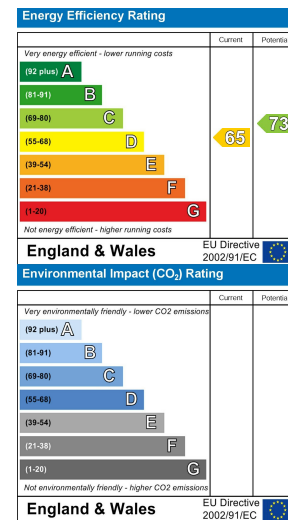 Energy Efficiency Rating
Current Potential
Very energy efficient - lower running costs
(92 plus) A
(81-91) B
(69-80) C
73
(55-68) D
65
(39-54) E
(21-38) F
(1-20) G
Not energy efficient - higher running costs
England & Wales
EU Directive
2002/91/EC
Environmental Impact (CO₂) Rating
Current Potentia
Very environmentally friendly - lower CO2 emissions
(92 plus) A
(81-91) B
(69-80) C
(55-68) D
(39-54) E
(21-38) F
(1-20) G
Not environmentally friendly - higher CO2 emissions
England & Wales
EU Directive
2002/91/EC